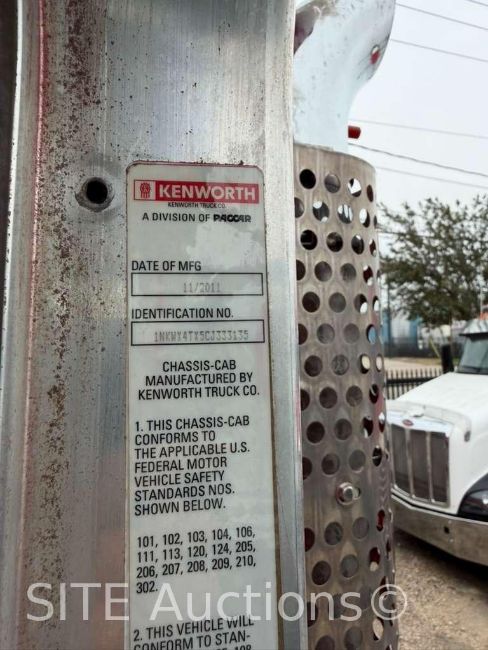 KENWORTH
KENWORTH TRUCK CO.
A DIVISION OF PACCAR
DATE OF MFG
11/2011
IDENTIFICATION NO.
1NKWX4TX5CJ333135
CHASSIS-CAB
MANUFACTURED BY
KENWORTH TRUCK CO.
1. THIS CHASSIS-CAB
CONFORMS TO
THE APPLICABLE U.S.
FEDERAL MOTOR
VEHICLE SAFETY
STANDARDS NOS.
SHOWN BELOW.
101, 102, 103, 104, 106,
111, 113, 120, 124, 205,
206, 207, 208, 209, 210,
302.
2. THIS VEHICLE WILL
CONFORM TO STAN-
SITE Auctions©